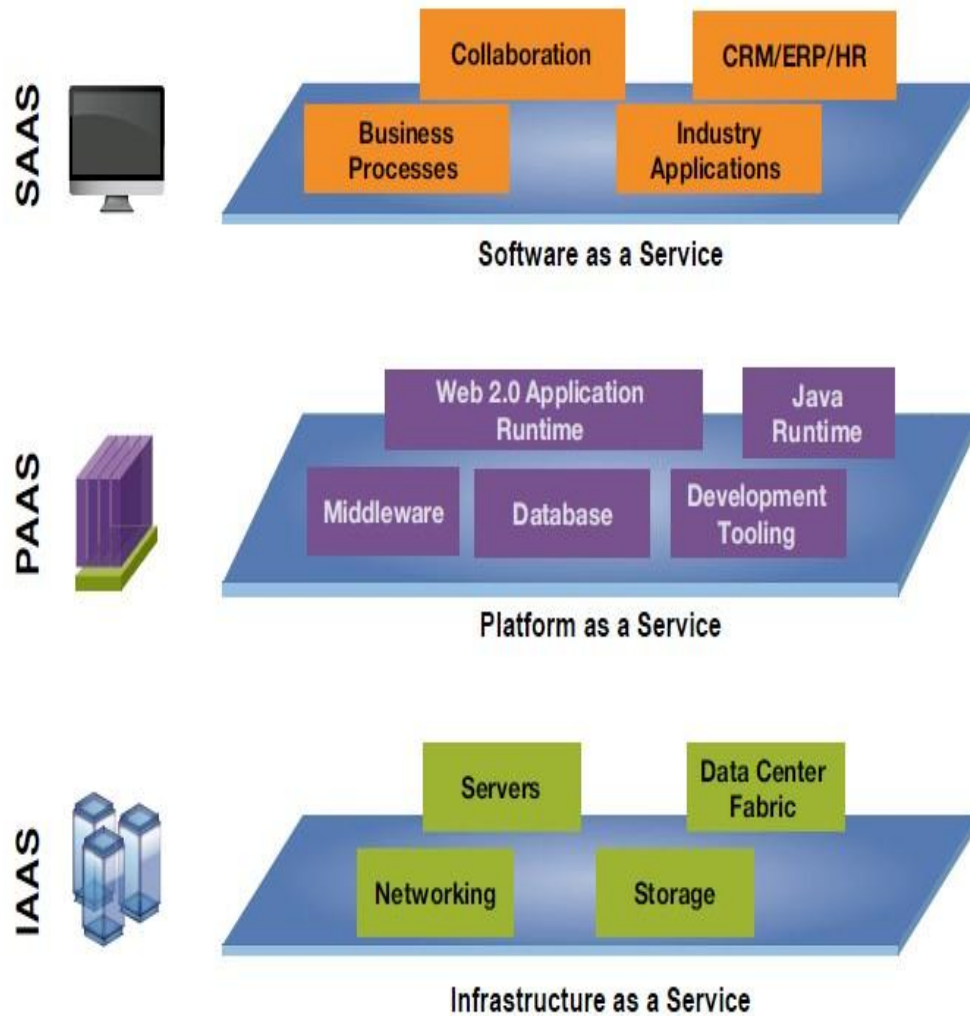 SAAS
Collaboration
CRM/ERP/HR
Business
Processes
Industry
Applications
Software as a Service
PAAS
Web 2.0 Application
Runtime
Java
Runtime
Middleware
Database
Development
Tooling
Platform as a Service
IAAS
Servers
Data Center
Fabric
Networking
Storage
Infrastructure as a Service